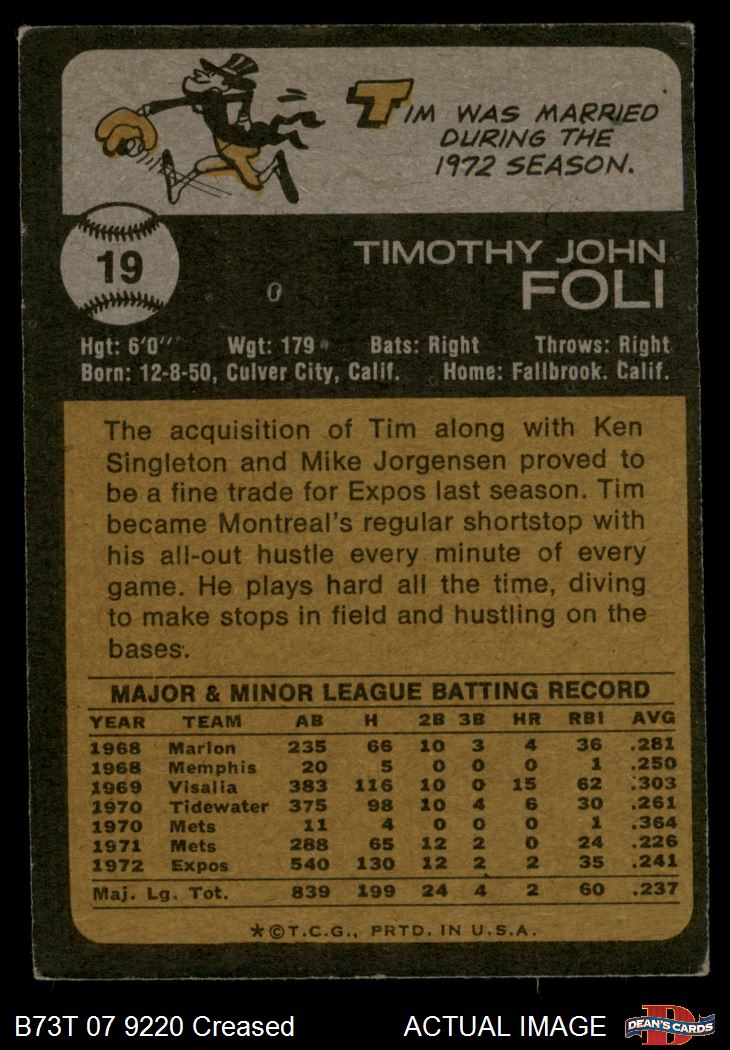 TIM WAS MARRIED
DURING THE
1972 SEASON.
19
0
TIMOTHY JOHN
FOLI
Hgt: 6'0" Wgt: 179 Bats: Right Throws: Right
Born: 12-8-50, Culver City, Calif. Home: Fallbrook. Calif.
The acquisition of Tim along with Ken
Singleton and Mike Jorgensen proved to
be a fine trade for Expos last season. Tim
became Montreal's regular shortstop with
his all-out hustle every minute of every
game. He plays hard all the time, diving
to make stops in field and hustling on the
bases.
MAJOR & MINOR LEAGUE BATTING RECORD
YEAR TEAM AB H 2B 3B HR RBI AVG
1968 Marion 235 66 10 3 4 36 .281
1968 Memphis 20 5 0 0 0 1 .250
1969 Visalia 383 116 10 0 15 62 .303
1970 Tidewater 375 98 10 4 6 30 .261
1970 Mets 11 4 0 0 0 1 .364
1971 Mets 288 65 12 2 0 24 .226
1972 Expos 540 130 12 2 2 35 .241
Maj. Lg. Tot. 839 199 24 4 2 60 .237
*©T.C.G., PRTD. IN U.S.A.
B73T 07 9220 Creased ACTUAL IMAGE
D
DEAN'S CARDS